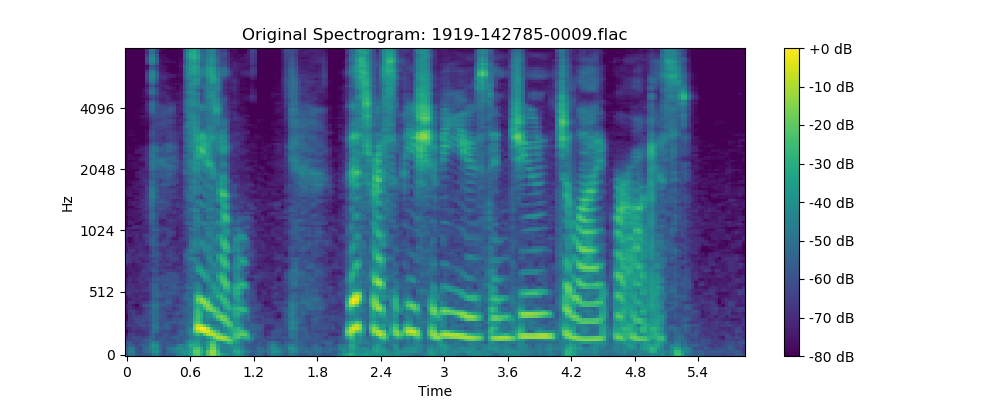 Original Spectrogram: 1919-142785-0009.flac
4096
2048
1024
512
0
Hz
0 0.6 1.2 1.8 2.4 3 3.6 4.2 4.8 5.4
Time
+0 dB
-10 dB
-20 dB
-30 dB
-40 dB
-50 dB
-60 dB
-70 dB
-80 dB